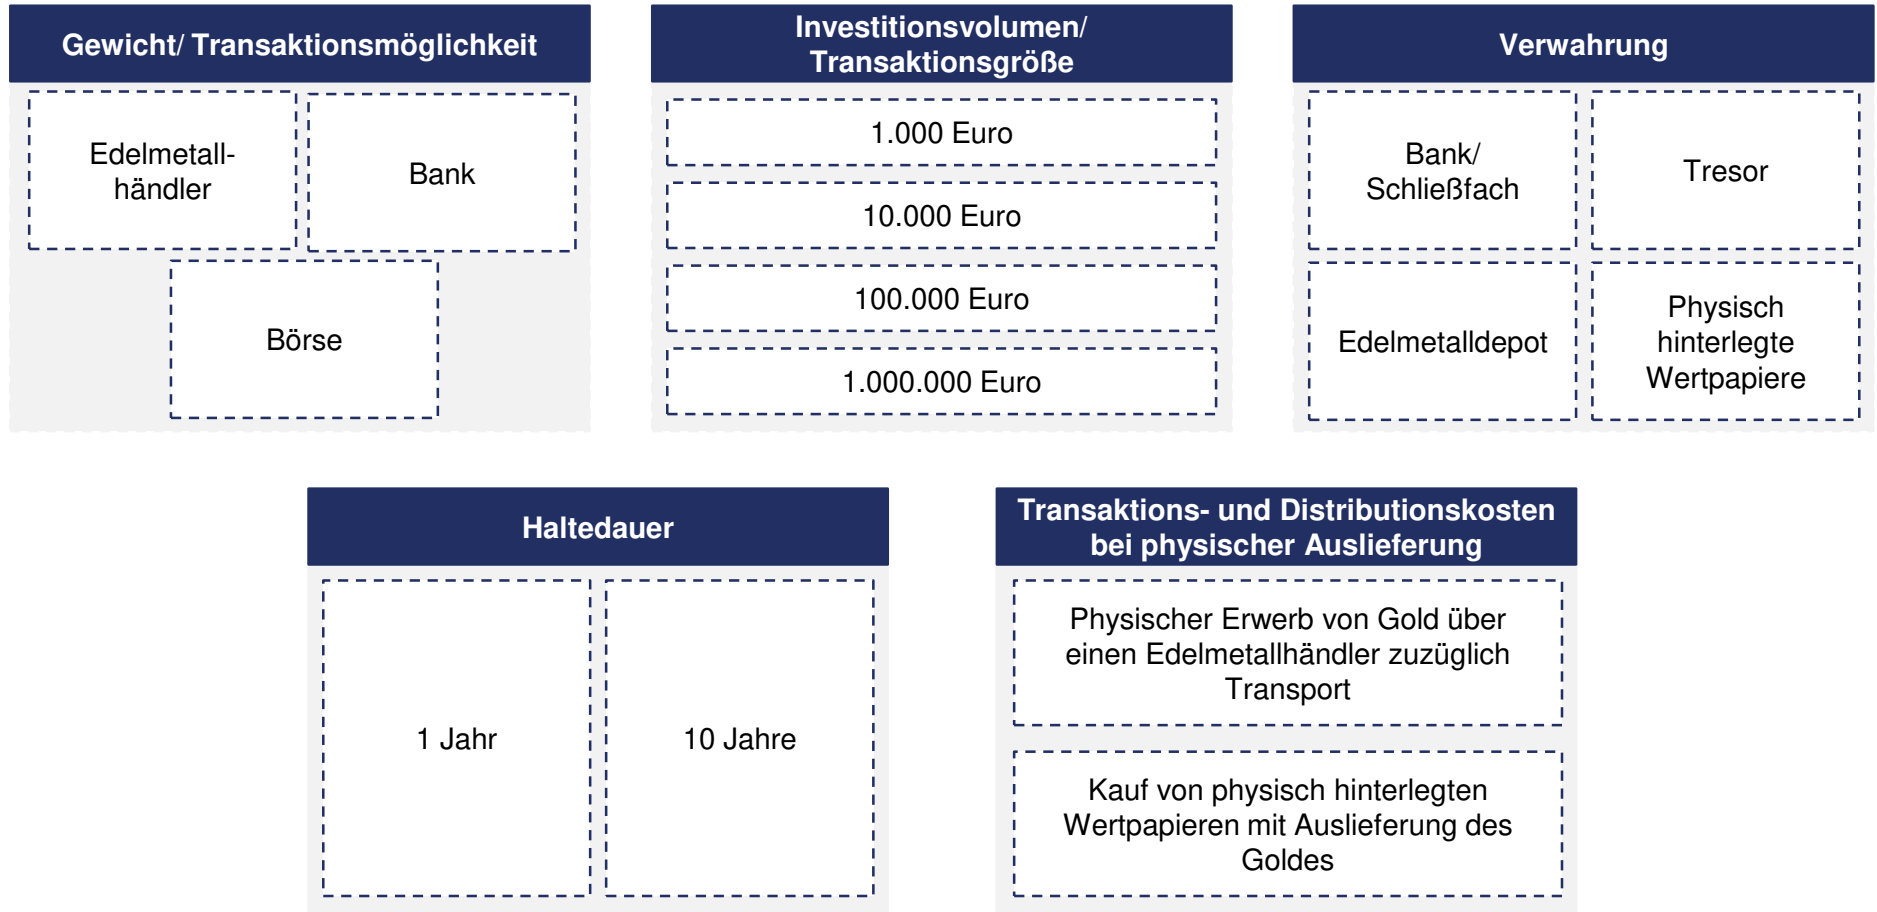 Gewicht/ Transaktionsmöglichkeit
Edelmetall-
händler
Bank
Börse
Investitionsvolumen/
Transaktionsgröße
1.000 Euro
10.000 Euro
100.000 Euro
1.000.000 Euro
Verwahrung
Bank/
Schließfach
Tresor
Edelmetalldepot
Physisch
hinterlegte
Wertpapiere
Haltedauer
1 Jahr
10 Jahre
Transaktions- und Distributionskosten
bei physischer Auslieferung
Physischer Erwerb von Gold über
einen Edelmetallhändler zuzüglich
Transport
Kauf von physisch hinterlegten
Wertpapieren mit Auslieferung des
Goldes